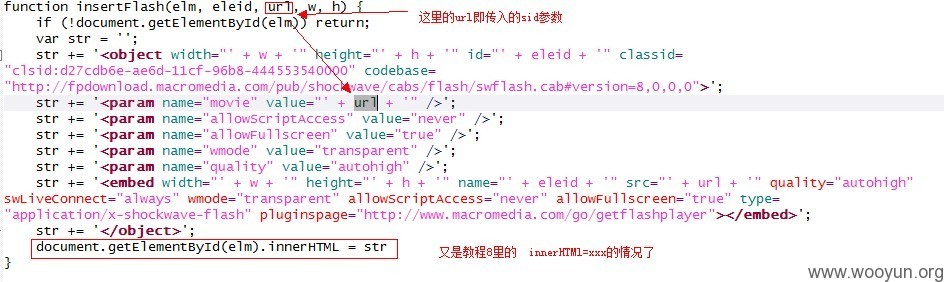 function insertFlash(elm, eleid, url, w, h) {
这里的url即传入的sid参数
if (!document.getElementById(elm)) return;
var str = '';
str += '<object width="' + w + '" height="' + h + '" id="' + eleid + '" classid=
"clsid:d27cdb6e-ae6d-11cf-96b8-444553540000" codebase=
"http://fpdownload.macromedia.com/pub/shockwave/cabs/flash/swflash.cab#version=8,0,0,0">';
str += '<param name="movie" value="' + url + '" />';
str += '<param name="allowScriptAccess" value="never" />';
str += '<param name="allowFullscreen" value="true" />';
str += '<param name="wmode" value="transparent" />';
str += '<param name="quality" value="autohigh" />';
str += '<embed width="' + w + '" height="' + h + '" name="' + eleid + '" src="' + url + '" quality="autohigh"
swLiveConnect="always" wmode="transparent" allowScriptAccess="never" allowFullscreen="true" type=
"application/x-shockwave-flash" pluginspage="http://www.macromedia.com/go/getflashplayer"></embed>';
str += '</object>';
document.getElementById(elm).innerHTML = str
又是教程8里的 innerHTMl=xxx的情况了
}
www.wooyun.org